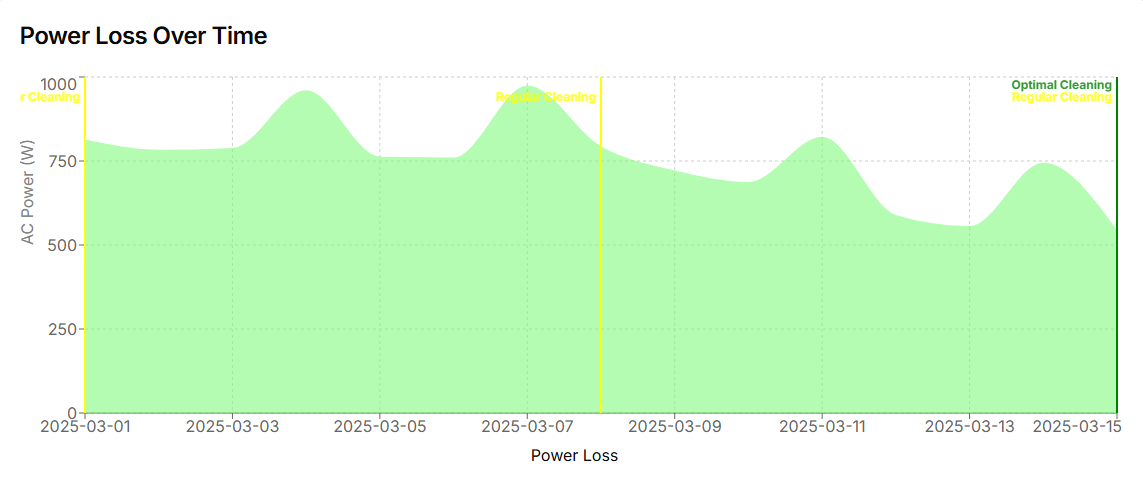 Power Loss Over Time
1000
750
500
250
0
AC Power (W)
r Cleaning
Regular Cleaning
Optimal Cleaning
Regular Cleaning
2025-03-01 2025-03-03 2025-03-05 2025-03-07 2025-03-09 2025-03-11 2025-03-13 2025-03-15
Power Loss